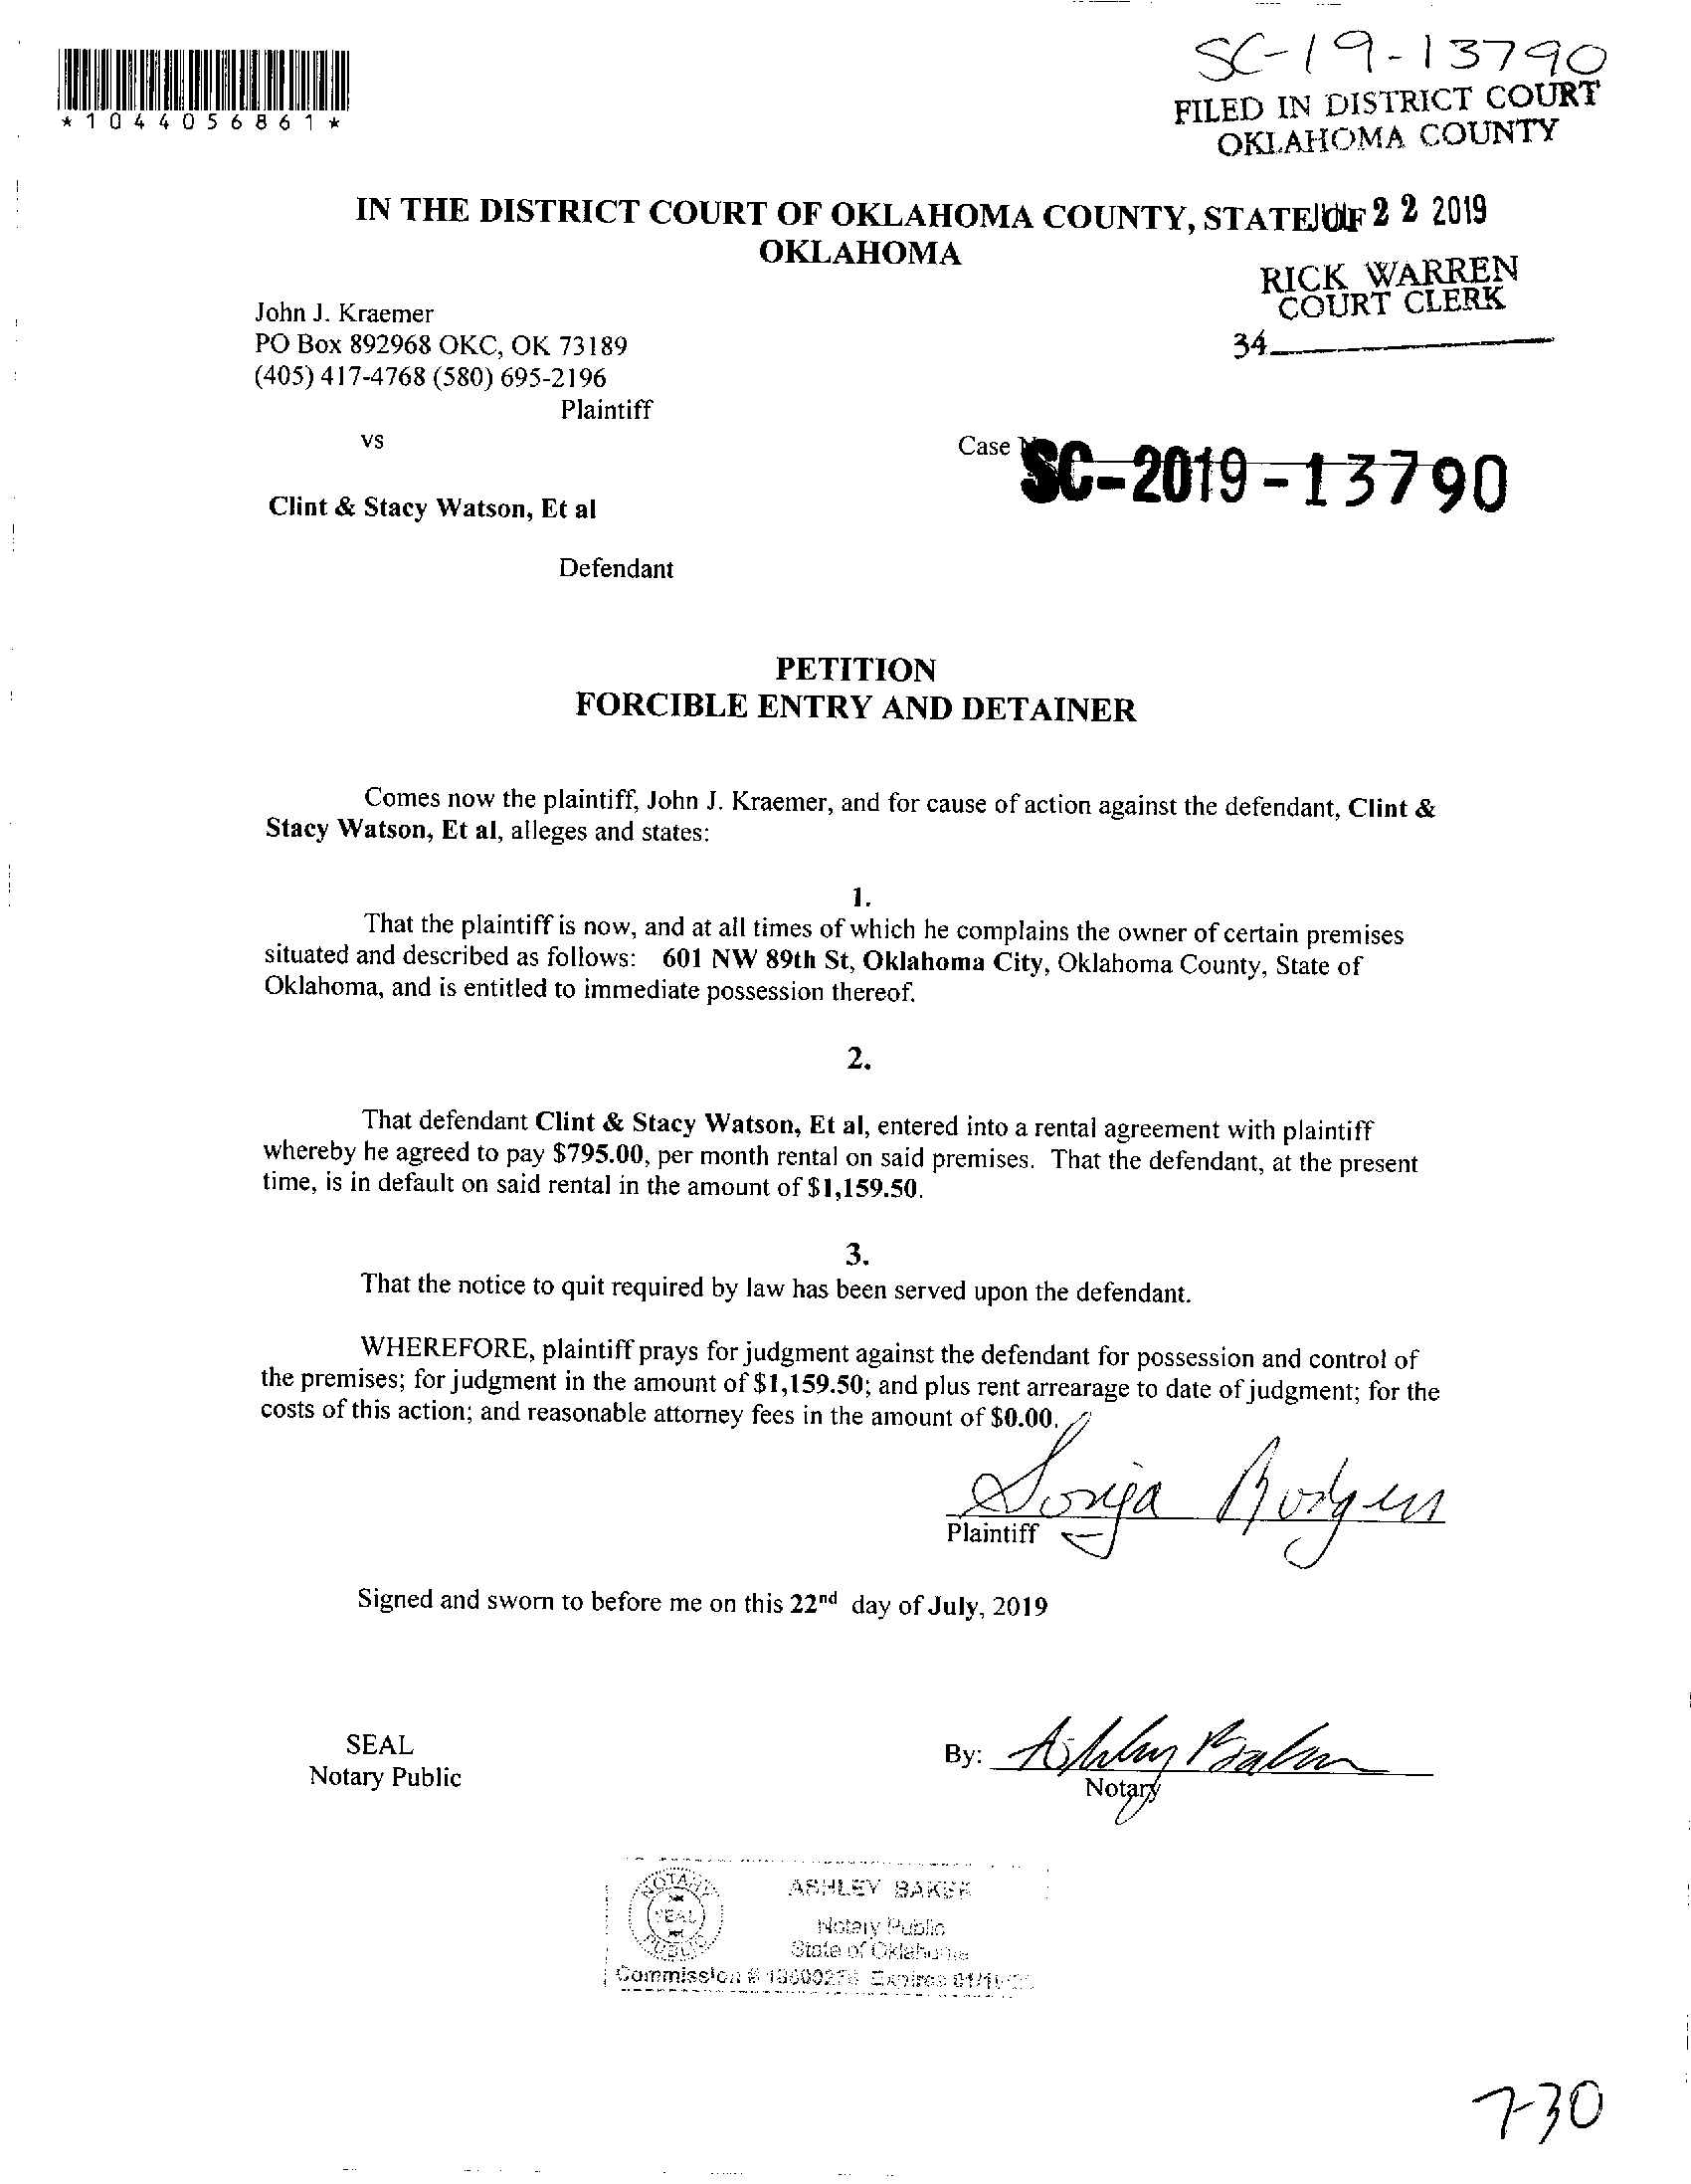 SC-19-13790
*1044056861*
FILED IN DISTRICT COURT
OKLAHOMA COUNTY
IN THE DISTRICT COURT OF OKLAHOMA COUNTY, STATE OF
JUL 22 2019
OKLAHOMA
RICK WARREN
COURT CLERK
34
John J. Kraemer
PO Box 892968 OKC, OK 73189
(405) 417-4768 (580) 695-2196
Plaintiff
vs
Case
SC-2019-13790
Clint & Stacy Watson, Et al
Defendant
PETITION
FORCIBLE ENTRY AND DETAINER
Comes now the plaintiff, John J. Kraemer, and for cause of action against the defendant, Clint &
Stacy Watson, Et al, alleges and states:
1.
That the plaintiff is now, and at all times of which he complains the owner of certain premises
situated and described as follows: 601 NW 89th St, Oklahoma City, Oklahoma County, State of
Oklahoma, and is entitled to immediate possession thereof.
2.
That defendant Clint & Stacy Watson, Et al, entered into a rental agreement with plaintiff
whereby he agreed to pay $795.00, per month rental on said premises. That the defendant, at the present
time, is in default on said rental in the amount of $1,159.50.
3.
That the notice to quit required by law has been served upon the defendant.
WHEREFORE, plaintiff prays for judgment against the defendant for possession and control of
the premises; for judgment in the amount of $1,159.50; and plus rent arrearage to date of judgment; for the
costs of this action; and reasonable attorney fees in the amount of $0.00.
Sonja
Plaintiff
Signed and sworn to before me on this 22nd day of July, 2019
SEAL
Notary Public
By: Ashley Baker
Notary
NOTARY
SEAL
PUBLIC
ASHLEY BAKER
Notary Public
State of Oklahoma
Commission # Expires
7-30